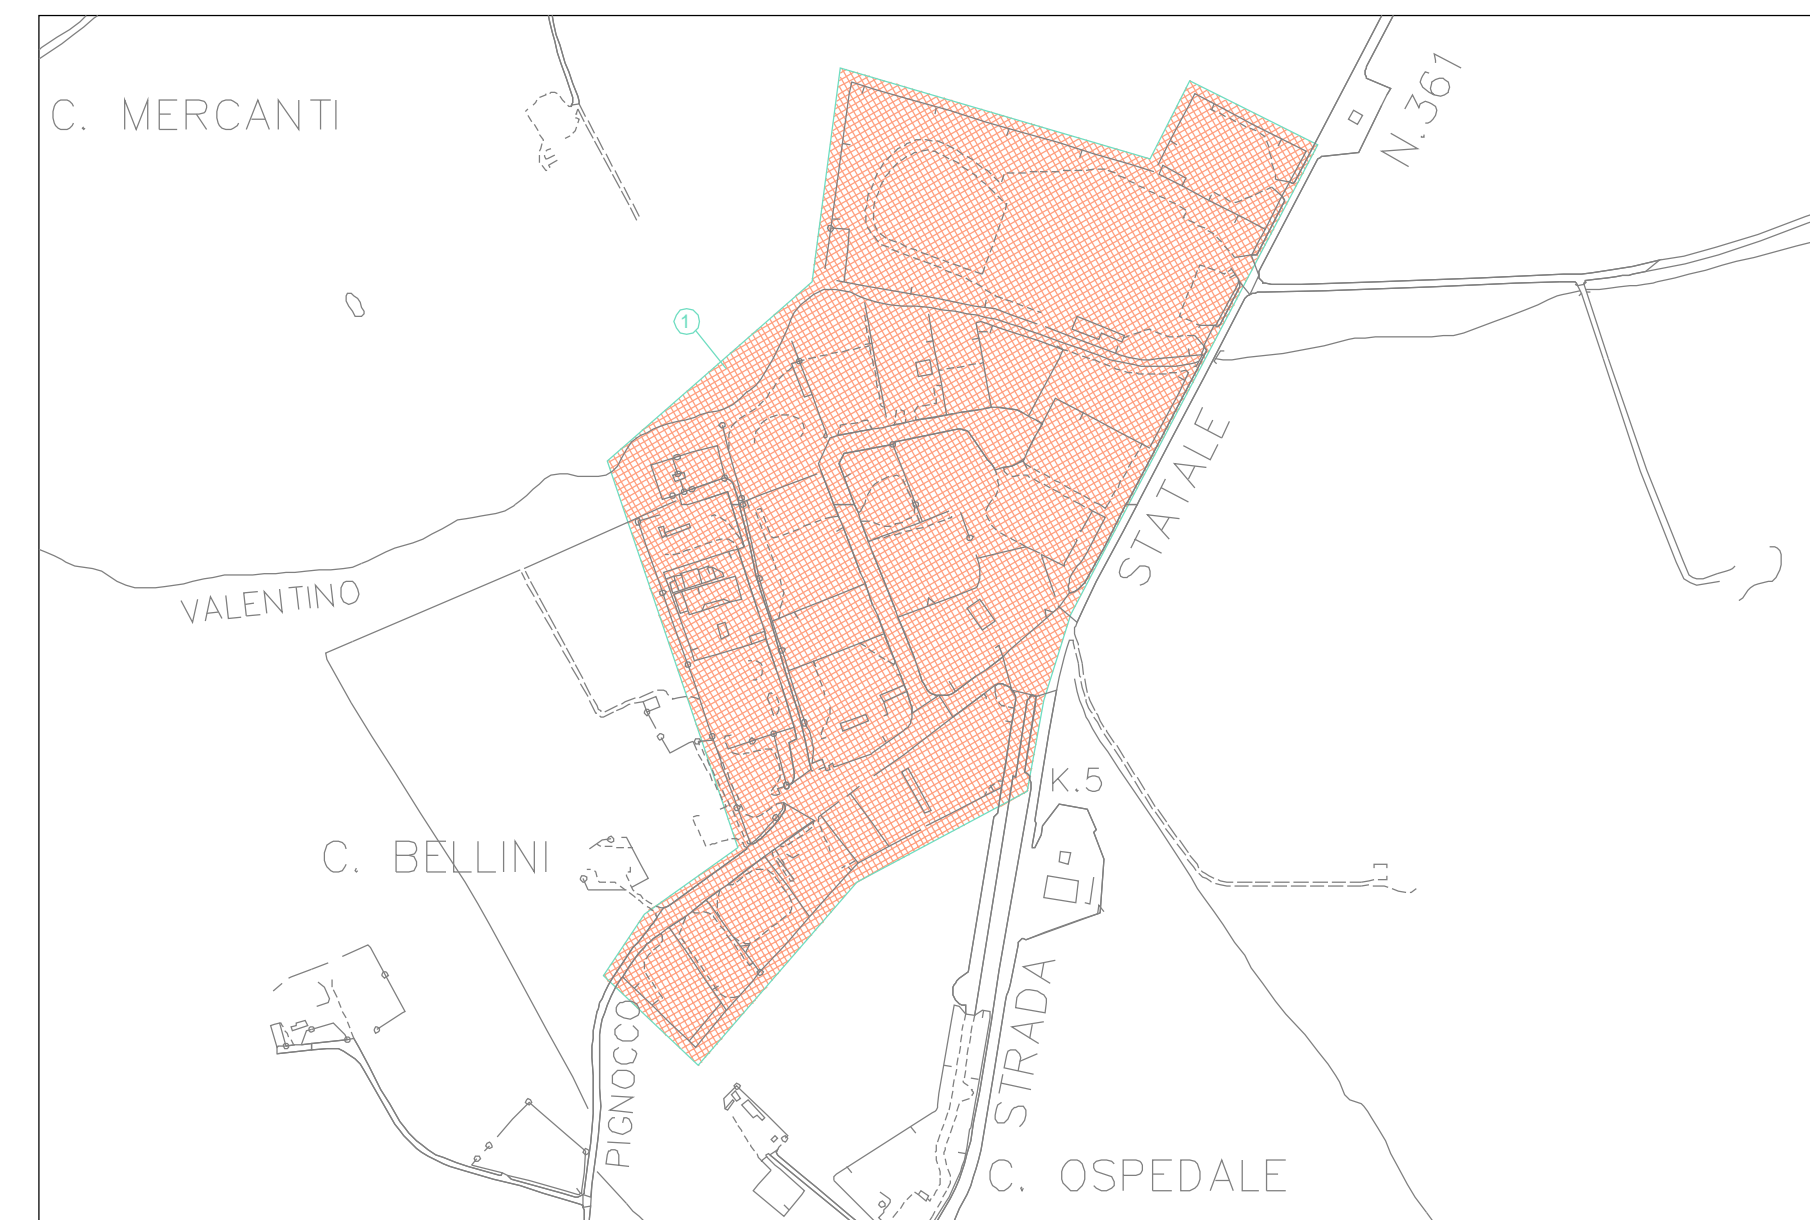 C. MERCANTI
N.361
1
STATALE
VALENTINO
K.5
C. BELLINI
STRADA
PIGNOCCO
C. OSPEDALE